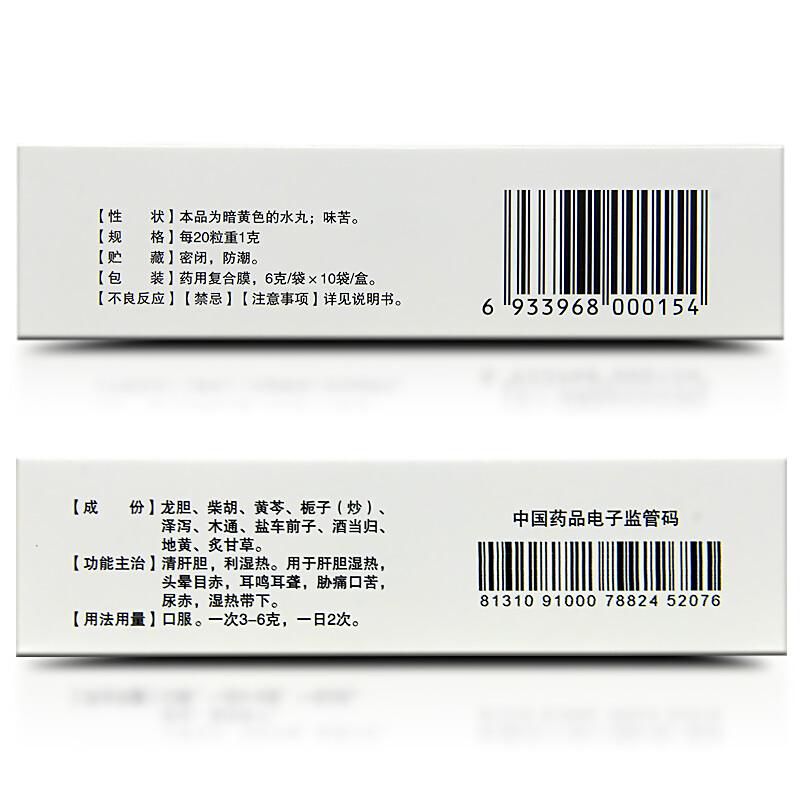 【性 状】本品为暗黄色的水丸；味苦。
【规 格】每20粒重1克
【贮 藏】密闭，防潮。
【包 装】药用复合膜，6克/袋×10袋/盒。
【不良反应】【禁忌】【注意事项】详见说明书。
6 933968 000154
【成 份】龙胆、柴胡、黄芩、栀子（炒）、
泽泻、木通、盐车前子、酒当归、
地黄、炙甘草。
【功能主治】清肝胆，利湿热。用于肝胆湿热，
头晕目赤，耳鸣耳聋，胁痛口苦，
尿赤，湿热带下。
【用法用量】口服。一次3-6克，一日2次。
中国药品电子监管码
81310 91000 78824 52076